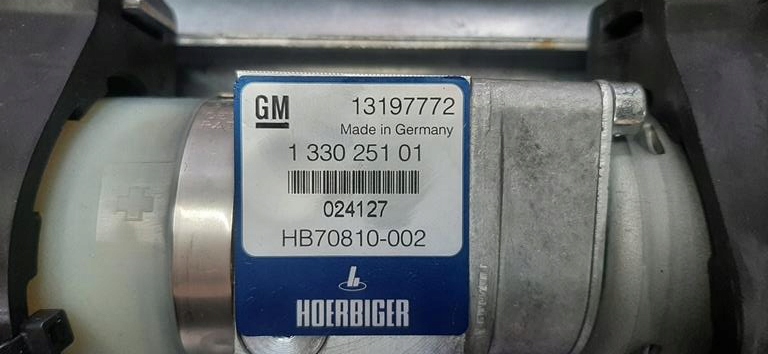 GM 13197772
Made in Germany
1 330 251 01
024127
HB70810-002
HOERBIGER